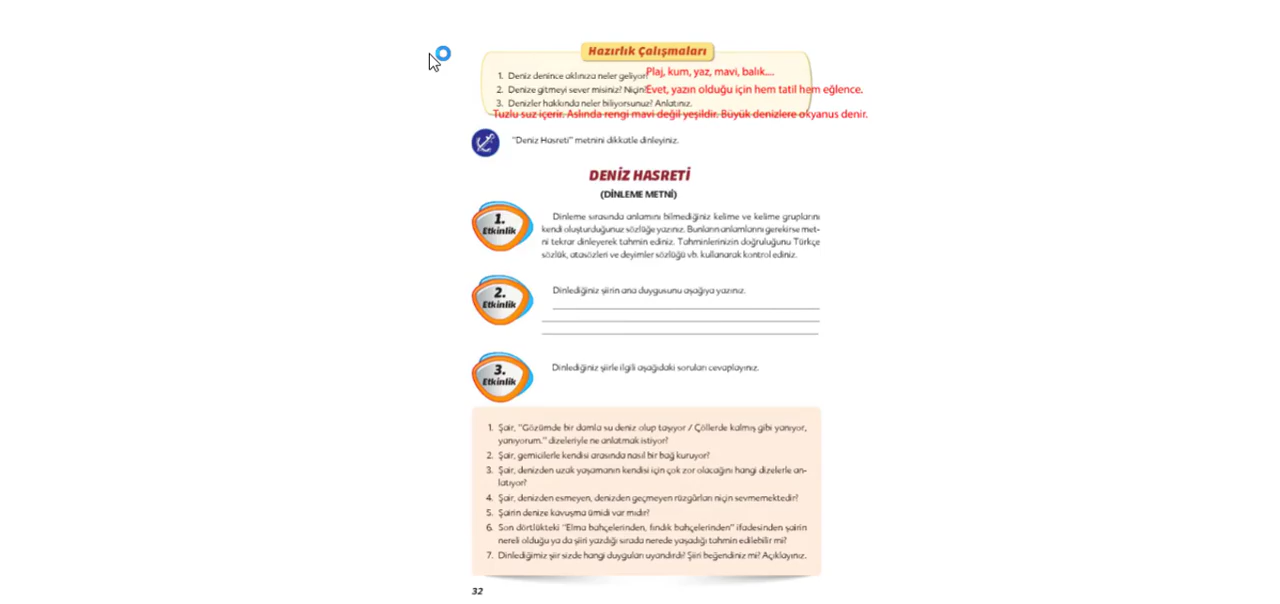 Hazırlık Çalışmaları
1. Deniz denince aklınıza neler geliyor?
Plaj, kum, yaz, mavi, balık....
2. Denize gitmeyi sever misiniz? Niçin?
Evet, yazın olduğu için hem tatil hem eğlence.
3. Denizler hakkında neler biliyorsunuz? Anlatınız.
Tuzlu suz içerir. Aslında rengi mavi değil yeşildir. Büyük denizlere okyanus denir.
"Deniz Hasreti" metnini dikkatle dinleyiniz.
DENİZ HASRETİ
(DİNLEME METNİ)
1.
Etkinlik
Dinleme sırasında anlamını bilmediğiniz kelime ve kelime gruplarını
kendi oluşturduğunuz sözlüğe yazınız. Bunların anlamlarını gerekirse met-
ni tekrar dinleyerek tahmin ediniz. Tahminlerinizin doğruluğunu Türkçe
sözlük, atasözleri ve deyimler sözlüğü vb. kullanarak kontrol ediniz.
2.
Etkinlik
Dinlediğiniz şiirin ana duygusunu aşağıya yazınız.
3.
Etkinlik
Dinlediğiniz şiirle ilgili aşağıdaki soruları cevaplayınız.
1. Şair, "Gözümde bir damla su deniz olup taşıyor / Çöllerde kalmış gibi yanıyor,
yanıyorum." dizeleriyle ne anlatmak istiyor?
2. Şair, gemicilerle kendisi arasında nasıl bir bağ kuruyor?
3. Şair, denizden uzak yaşamanın kendisi için çok zor olacağını hangi dizelerle an-
latıyor?
4. Şair, denizden esmeyen, denizden geçmeyen rüzgârları niçin sevmemektedir?
5. Şairin denize kavuşma ümidi var mıdır?
6. Son dörtlükteki "Elma bahçelerinden, fındık bahçelerinden" ifadesinden şairin
nereli olduğu ya da şiiri yazdığı sırada nerede yaşadığı tahmin edilebilir mi?
7. Dinlediğimiz şiir sizde hangi duyguları uyandırdı? Şiiri beğendiniz mi? Açıklayınız.
32